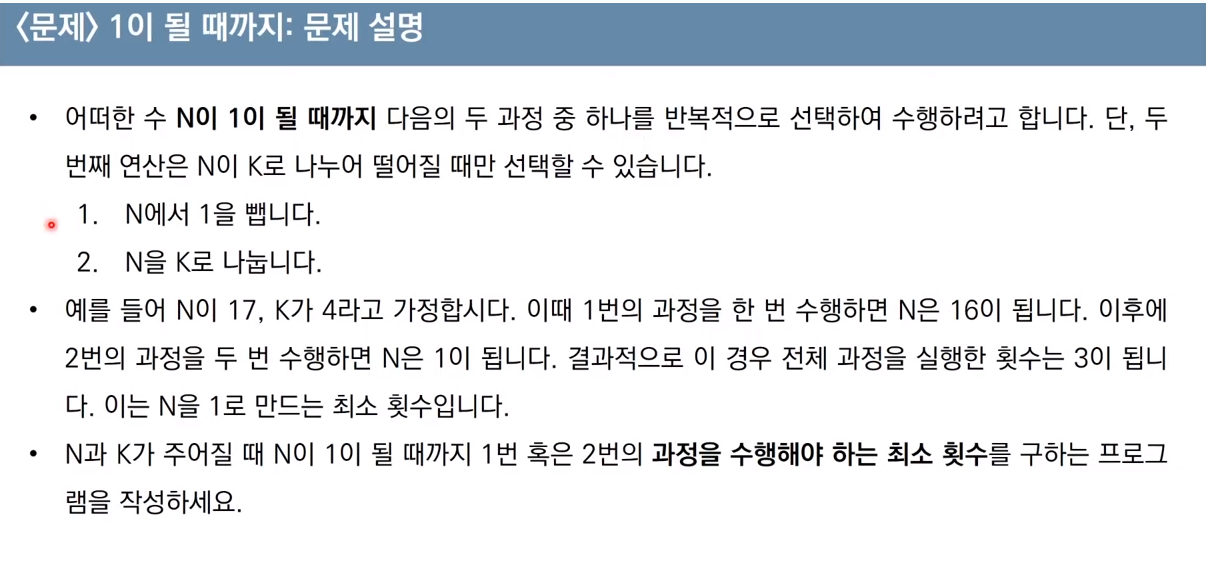 〈문제〉 1이 될 때까지: 문제 설명
• 어떠한 수 N이 1이 될 때까지 다음의 두 과정 중 하나를 반복적으로 선택하여 수행하려고 합니다. 단, 두
번째 연산은 N이 K로 나누어 떨어질 때만 선택할 수 있습니다.
1. N에서 1을 뺍니다.
2. N을 K로 나눕니다.
• 예를 들어 N이 17, K가 4라고 가정합시다. 이때 1번의 과정을 한 번 수행하면 N은 16이 됩니다. 이후에
2번의 과정을 두 번 수행하면 N은 1이 됩니다. 결과적으로 이 경우 전체 과정을 실행한 횟수는 3이 됩니
다. 이는 N을 1로 만드는 최소 횟수입니다.
• N과 K가 주어질 때 N이 1이 될 때까지 1번 혹은 2번의 과정을 수행해야 하는 최소 횟수를 구하는 프로그
램을 작성하세요.